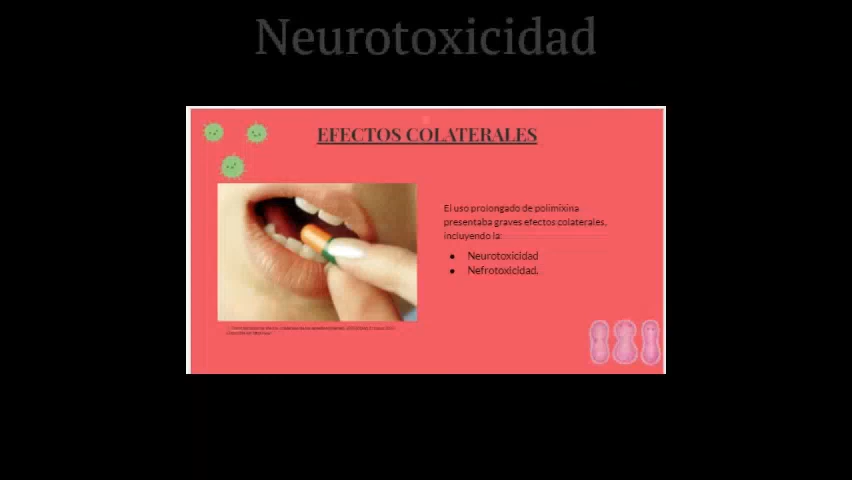 Neurotoxicidad
EFECTOS COLATERALES
El uso prolongado de polimixina
presentaba graves efectos colaterales,
incluyendo la:
● Neurotoxicidad
● Nefrotoxicidad.